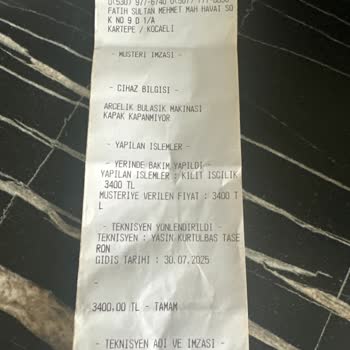 FATIH SULTAN MEHMET MAH HAVAI SO
K NO 9 D 1/A
KARTEPE / KOCAELI
- MUSTERI IMZASI -
- CIHAZ BILGISI -
ARCELIK BULASIK MAKINASI
KAPAK KAPANMIYOR
- YAPILAN ISLEMLER -
- YERINDE BAKIM YAPILDI -
YAPILAN ISLEMLER : KILIT ISCILIK
3400 TL
MUSTERIYE VERILEN FIYAT : 3400 T
L
- TEKNISYEN YONLENDIRILDI -
TEKNISYEN : YASIN KURTULBAS TASE
RON
GIDIS TARIHI : 30.07.2025
-
3400.00 TL - TAMAM
- TEKNISYEN ADI VE IMZASI -